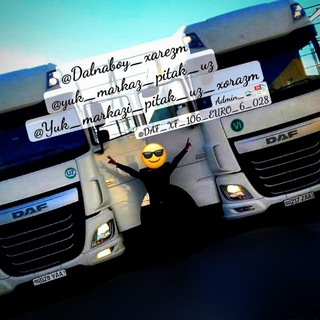 @Dalnaboy_xarezm
@yuk_markaz_pitak_uz
@Yuk_markazi_pitak_uz_xorazm
Admin
@DAF_XF_106_EURO_6_028
DAF
DAF